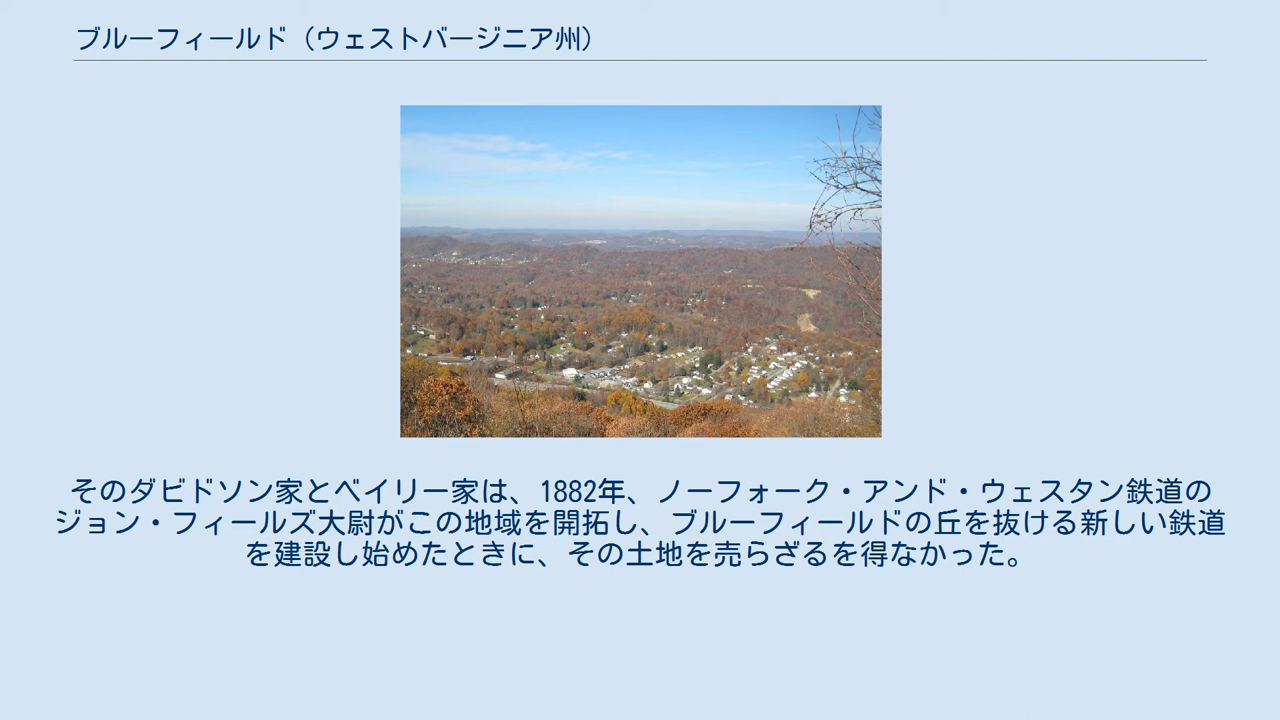 ブルーフィールド（ウェストバージニア州）
そのダビドソン家とベイリー家は、1882年、ノーフォーク・アンド・ウェスタン鉄道の
ジョン・フィールズ大尉がこの地域を開拓し、ブルーフィールドの丘を抜ける新しい鉄道
を建設し始めたときに、その土地を売らざるを得なかった。